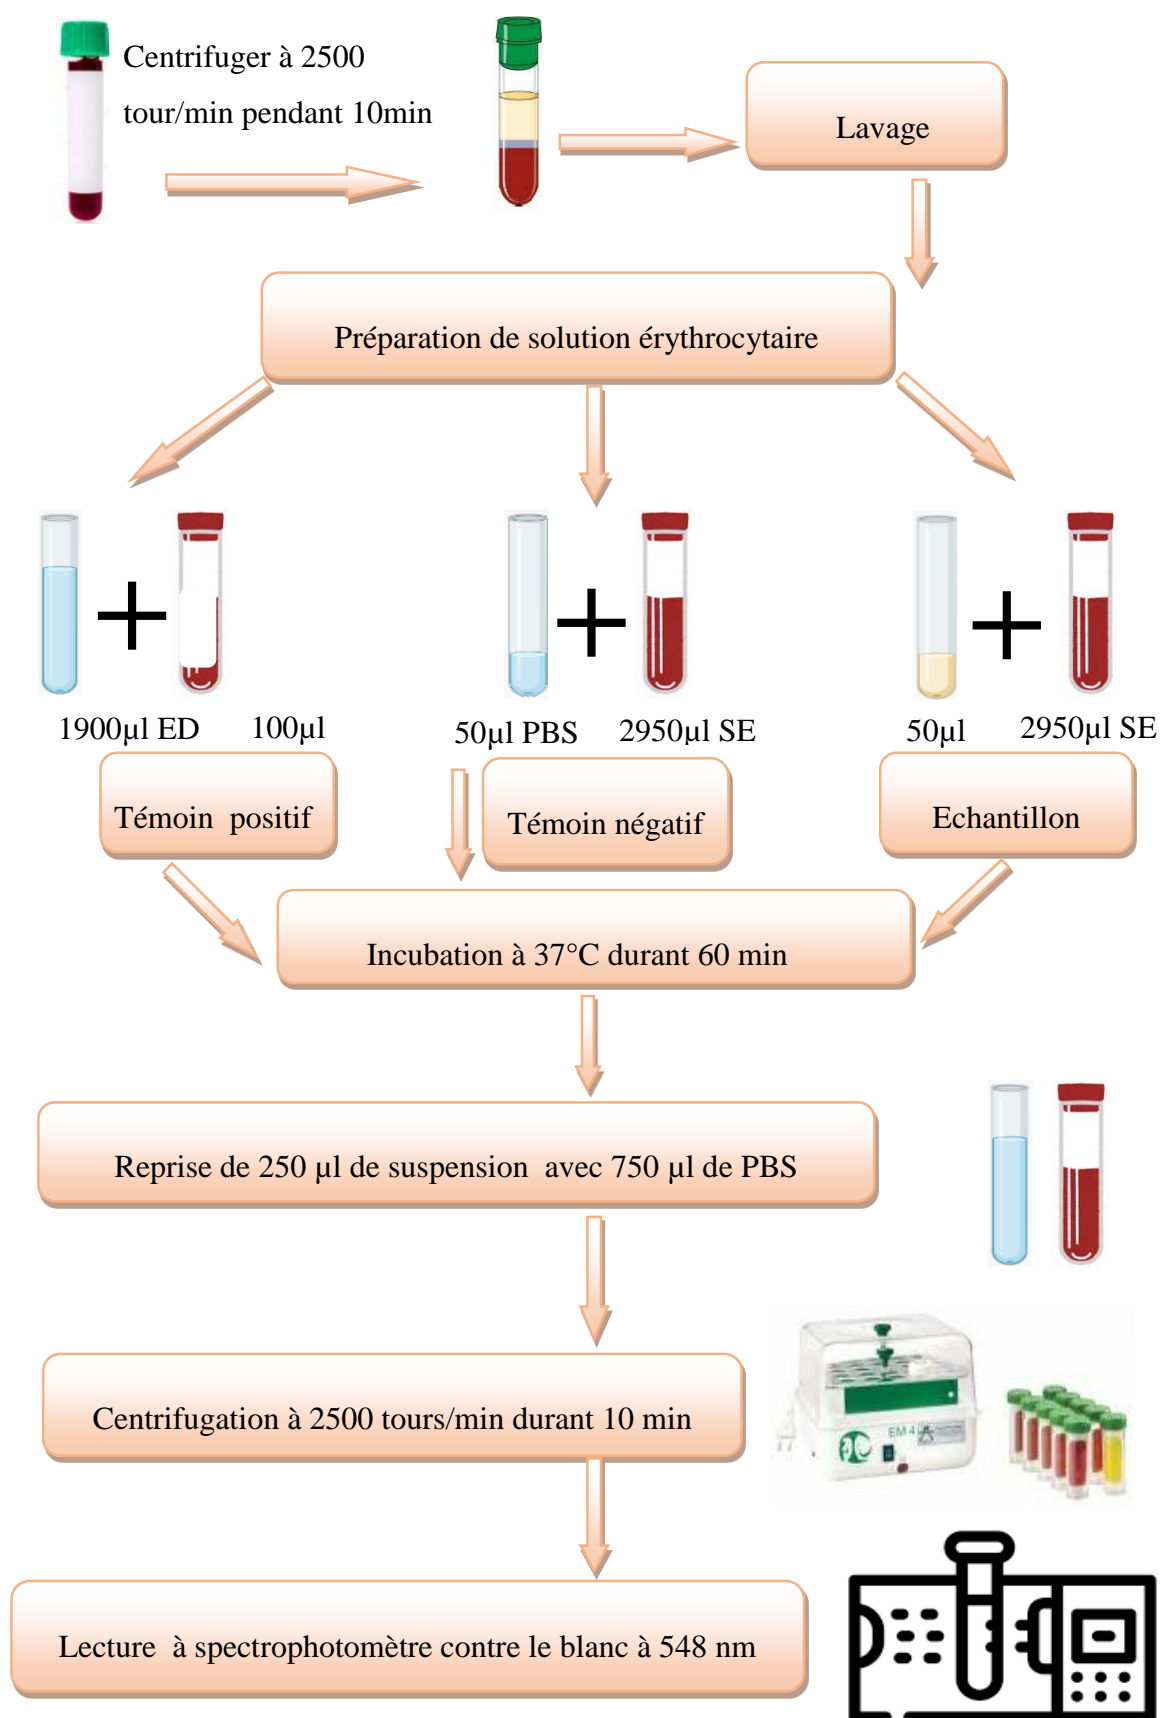 Centrifuger à 2500
tour/min pendant 10min
Lavage
Préparation de solution érythrocytaire
1900µl ED
100µl
50µl PBS
2950µl SE
50µl
2950µl SE
Témoin positif
Témoin négatif
Echantillon
Incubation à 37°C durant 60 min
Reprise de 250 µl de suspension avec 750 µl de PBS
EM 4
Centrifugation à 2500 tours/min durant 10 min
Lecture à spectrophotomètre contre le blanc à 548 nm